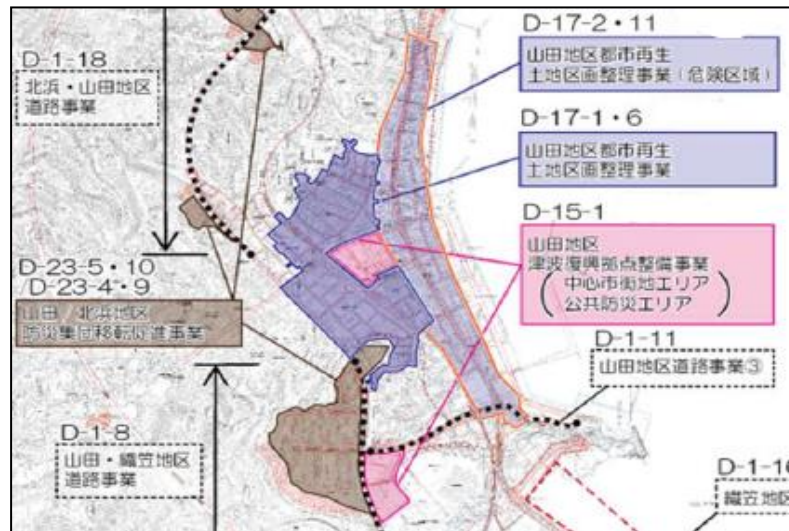 D-17-2・11
山田地区都市再生
土地区画整理事業(危険区域)
D-1-18
北浜・山田地区
道路事業
D-17-1・6
山田地区都市再生
土地区画整理事業
D-15-1
山田地区
津波復興拠点整備事業
(中心市街地エリア
公共防災エリア)
D-23-5・10
/D-23-4・9
山田/北浜地区
防災集団移転促進事業
D-1-11
山田地区道路事業③
D-1-8
山田・織笠地区
道路事業
D-1-16
織笠地区